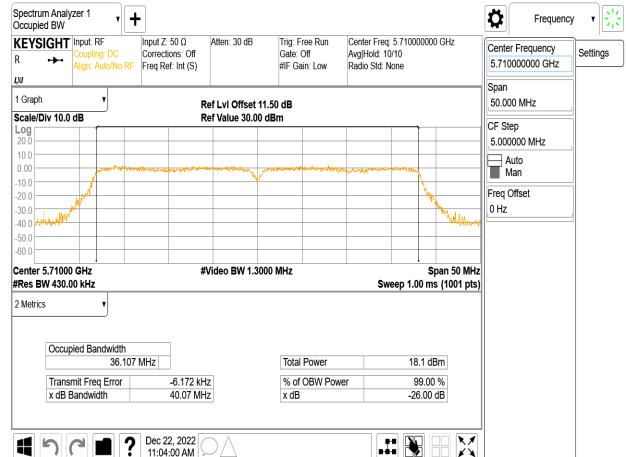 Spectrum Analyzer 1
Occupied BW
Frequency
KEYSIGHT
R
Input: RF
Coupling: DC
Align: Auto/No RF
Input Z: 50 Ω
Corrections: Off
Freq Ref: Int (S)
Atten: 30 dB
Trig: Free Run
Gate: Off
#IF Gain: Low
Center Freq: 5.710000000 GHz
Avg|Hold: 10/10
Radio Std: None
Center Frequency
5.710000000 GHz
Settings
Span
50.000 MHz
CF Step
5.000000 MHz
Auto
Man
Freq Offset
0 Hz
1 Graph
Scale/Div 10.0 dB
Ref Lvl Offset 11.50 dB
Ref Value 30.00 dBm
Log
20.0
10.0
0.00
-10.0
-20.0
-30.0
-40.0
-50.0
-60.0
Center 5.71000 GHz
#Video BW 1.3000 MHz
Span 50 MHz
#Res BW 430.00 kHz
Sweep 1.00 ms (1001 pts)
2 Metrics
Occupied Bandwidth
36.107 MHz
Total Power 18.1 dBm
Transmit Freq Error -6.172 kHz
% of OBW Power 99.00 %
x dB Bandwidth 40.07 MHz
x dB -26.00 dB
?
Dec 22, 2022
11:04:00 AM